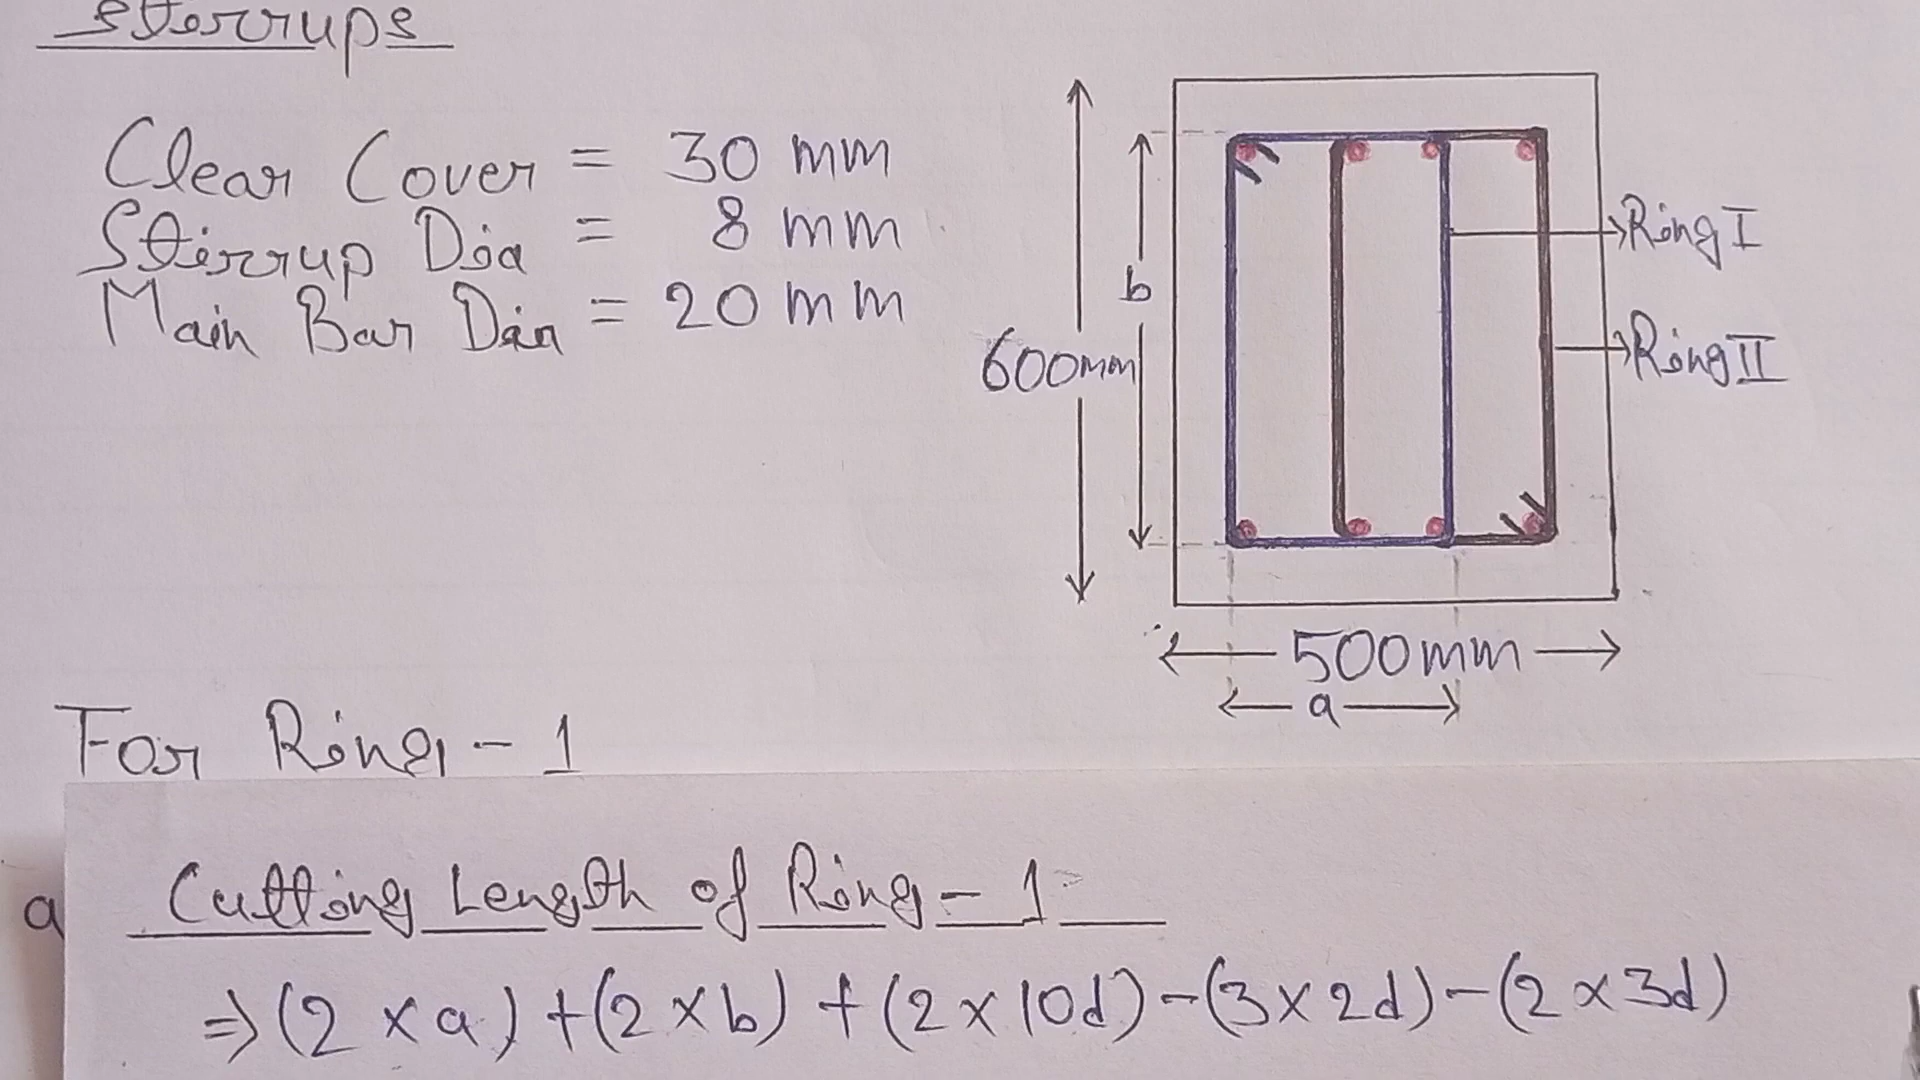 Stirrups
Clear Cover = 30 mm
Stirrup Dia = 8 mm
Main Bar Dia = 20 mm
b
600mm
Ring I
Ring II
500mm
a
For Ring - 1
a
Cutting Length of Ring - 1
⇒ (2 × a) + (2 × b) + (2 × 10d) - (3 × 2d) - (2 × 3d)